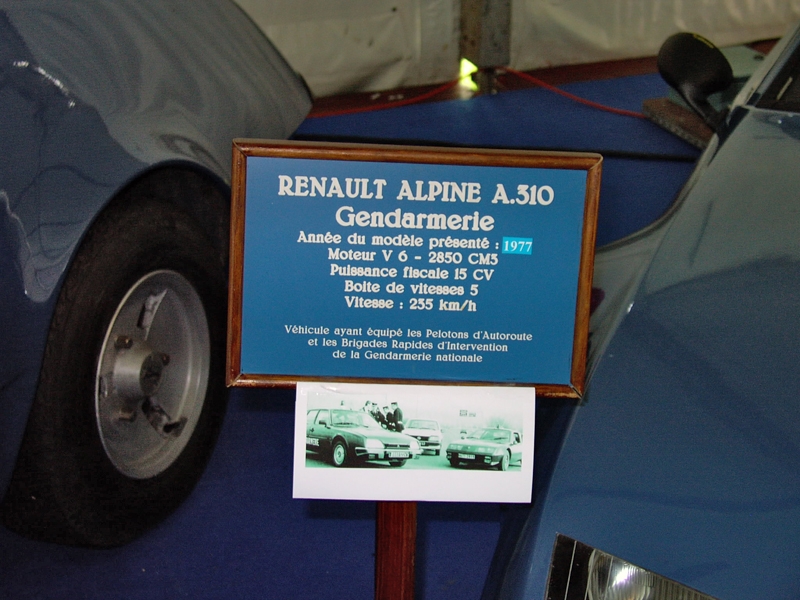 RENAULT ALPINE A.310
Gendarmerie
Année du modèle présenté : 1977
Moteur V 6 - 2850 CM3
Puissance fiscale 15 CV
Boite de vitesses 5
Vitesse : 235 km/h
Véhicule ayant équipé les Pelotons d'Autoroute
et les Brigades Rapides d'Intervention
de la Gendarmerie nationale